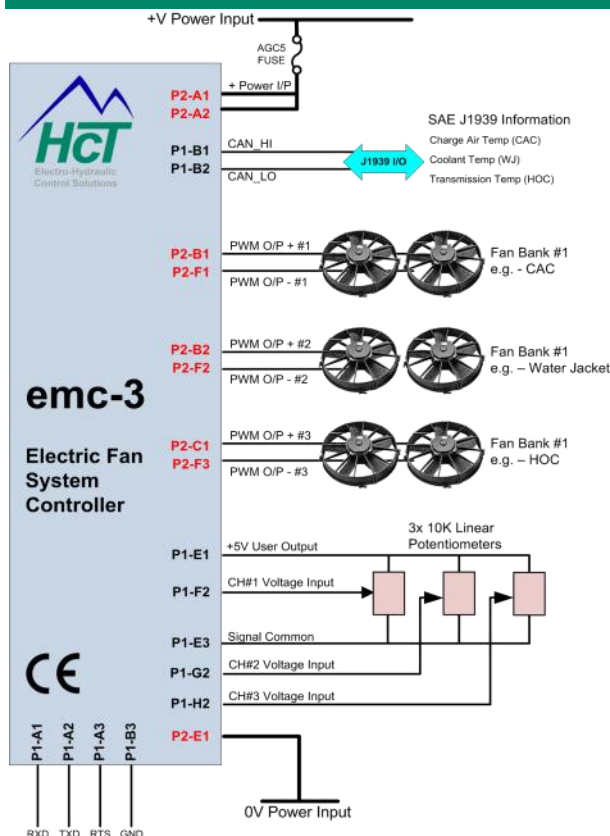 +V Power Input
AGC5
FUSE
+ Power I/P
P2-A1
P2-A2
HCT
Electro-Hydraulic
Control Solutions
P1-B1
CAN_HI
P1-B2
CAN_LO
J1939 I/O
SAE J1939 Information
Charge Air Temp (CAC)
Coolant Temp (WJ)
Transmission Temp (HOC)
P2-B1
PWM O/P + #1
P2-F1
PWM O/P - #1
Fan Bank #1
e.g. - CAC
P2-B2
PWM O/P + #2
P2-F2
PWM O/P - #2
Fan Bank #1
e.g. – Water Jacket
emc-3
P2-C1
PWM O/P + #3
P2-F3
PWM O/P - #3
Fan Bank #1
e.g. – HOC
Electric Fan
System
Controller
3x 10K Linear
Potentiometers
P1-E1
+5V User Output
P1-F2
CH#1 Voltage Input
P1-E3
Signal Common
P1-G2
CH#2 Voltage Input
P1-H2
CH#3 Voltage Input
CE
P2-E1
0V Power Input
P1-A1
P1-A2
P1-A3
P1-B3
RXD
TXD
RTS
GND